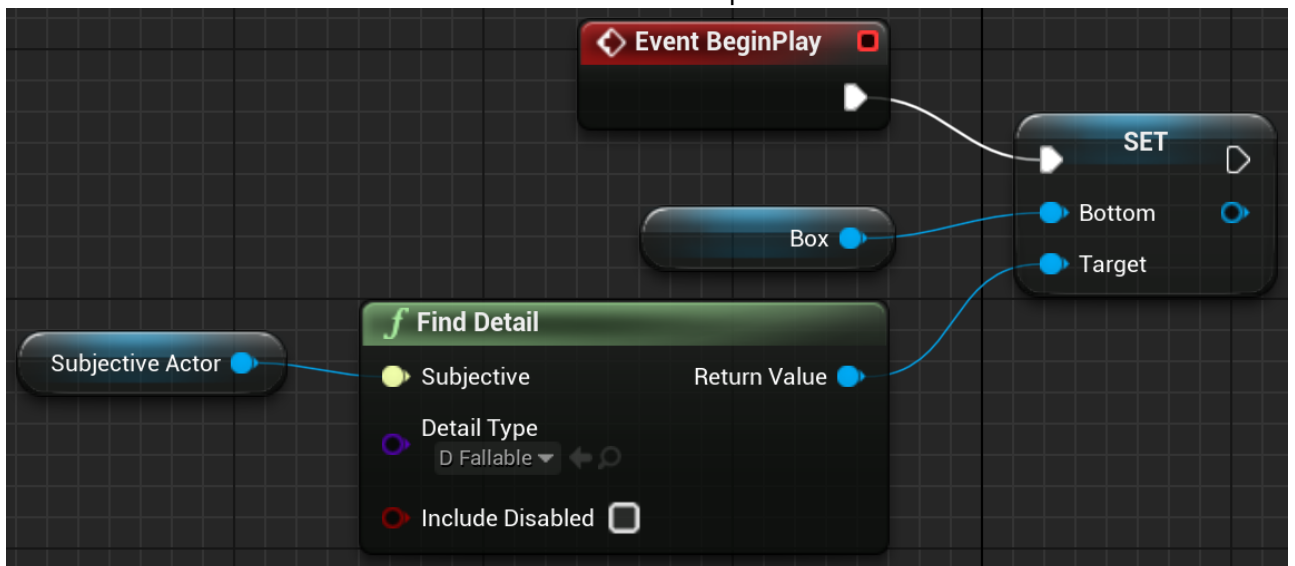 Event BeginPlay
SET
Bottom
Box
Target
f Find Detail
Subjective Actor
Subjective
Return Value
Detail Type
D Fallable
Include Disabled